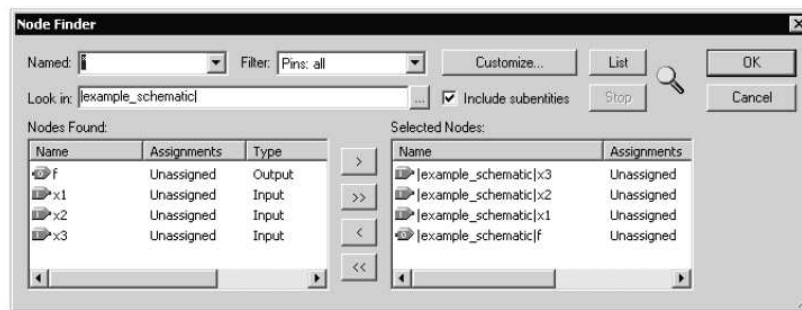 Node Finder
Named: * Filter: Pins: all Customize... List OK
Look in: |example_schematic| ... Include subentities Stop Cancel
Nodes Found: Selected Nodes:
Name Assignments Type Name Assignments
f Unassigned Output > |example_schematic|x3 Unassigned
x1 Unassigned Input >> |example_schematic|x2 Unassigned
x2 Unassigned Input < |example_schematic|x1 Unassigned
x3 Unassigned Input << |example_schematic|f Unassigned